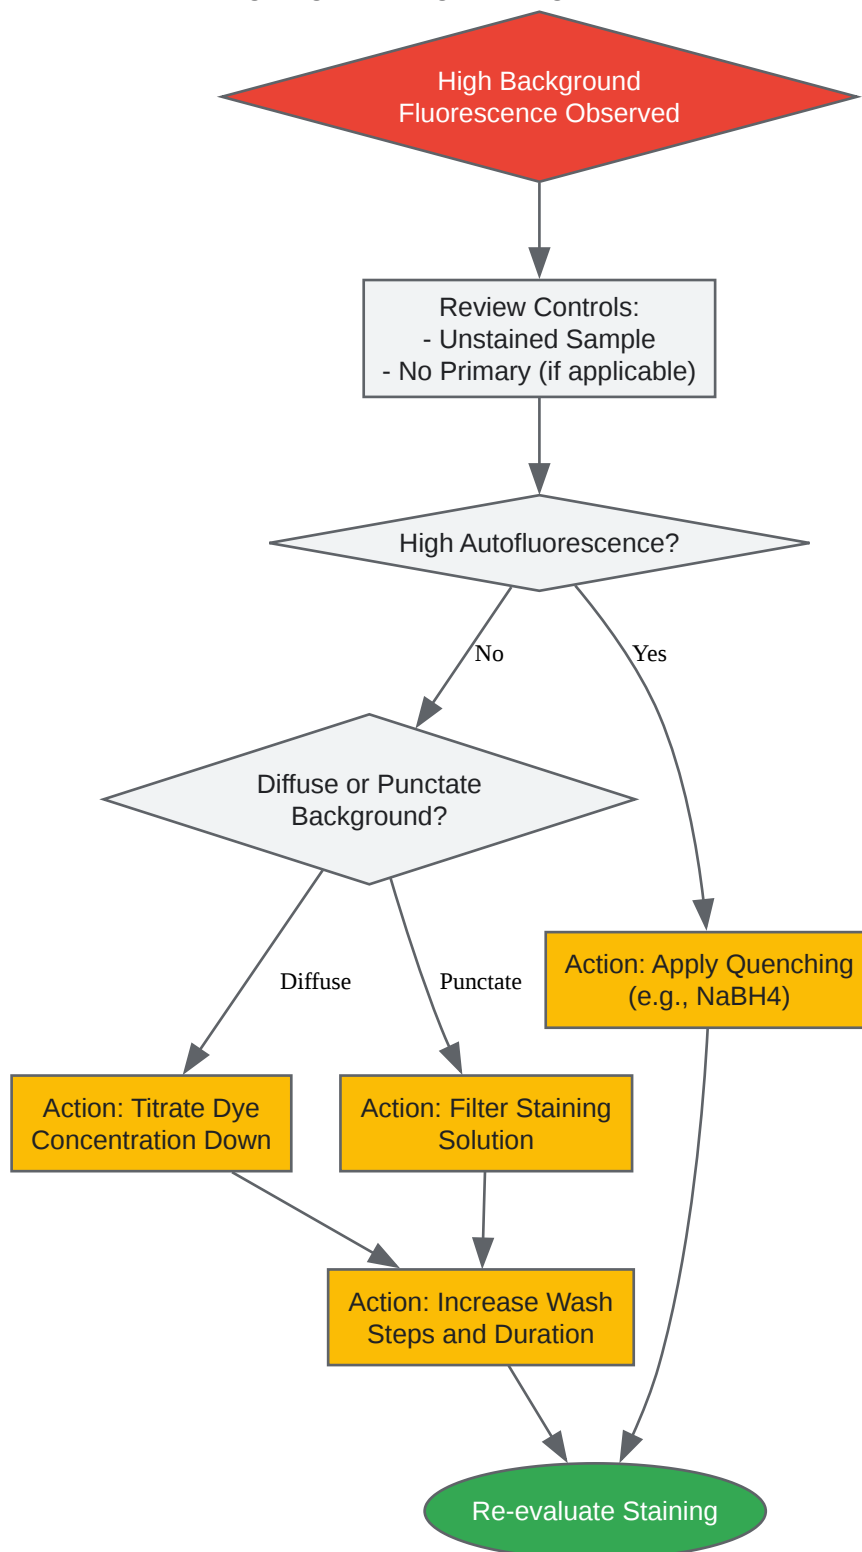 High Background
Fluorescence Observed
Review Controls:
- Unstained Sample
- No Primary (if applicable)
High Autofluorescence?
No
Yes
Diffuse or Punctate
Background?
Diffuse
Punctate
Action: Apply Quenching
(e.g., NaBH4)
Action: Titrate Dye
Concentration Down
Action: Filter Staining
Solution
Action: Increase Wash
Steps and Duration
Re-evaluate Staining